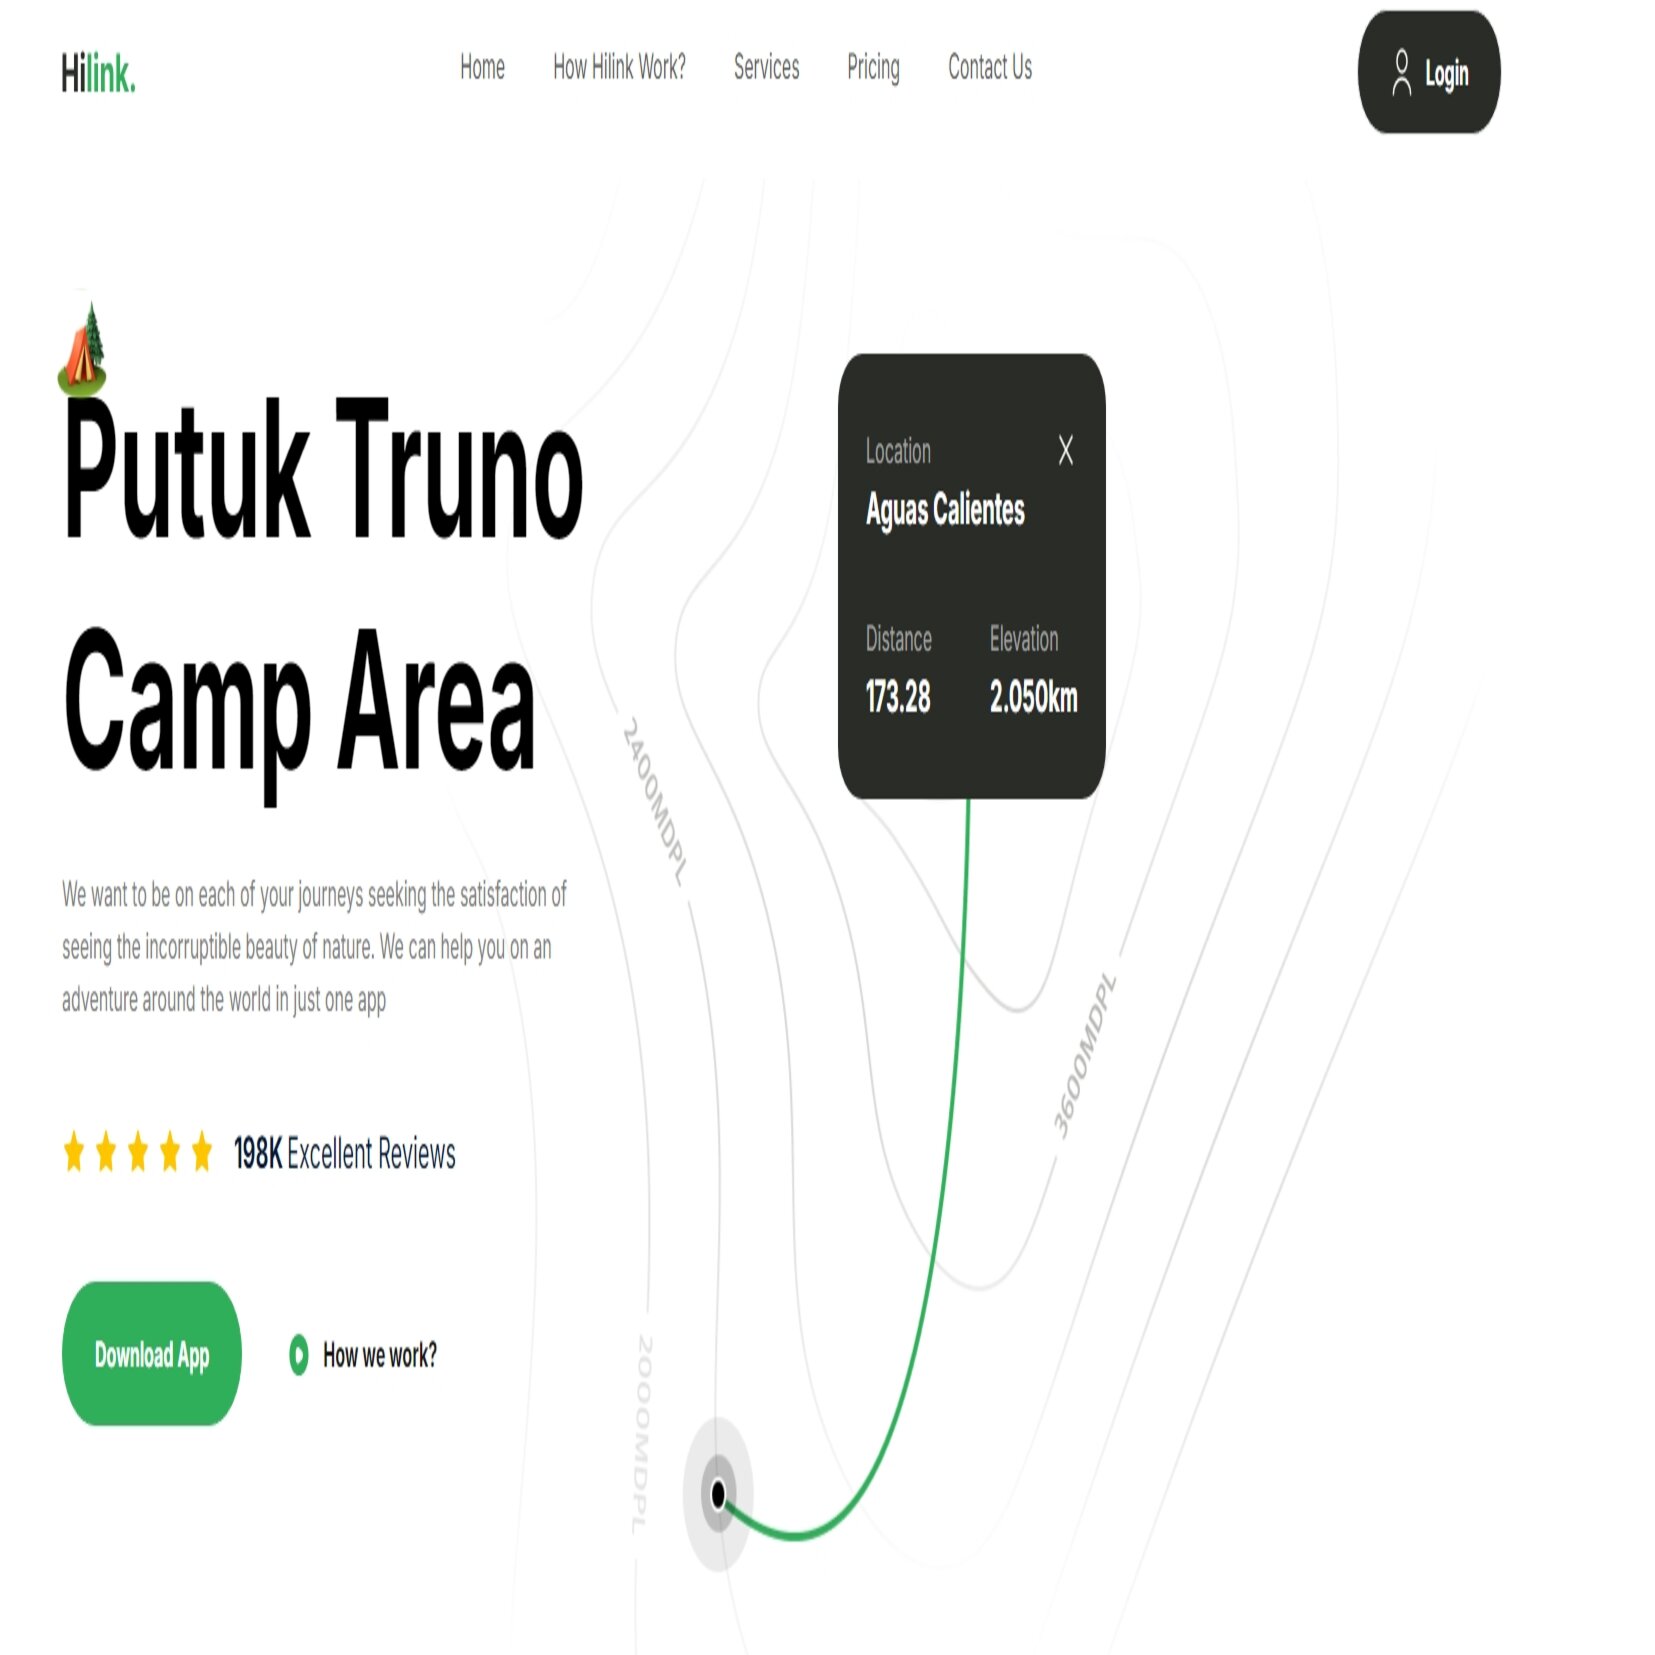 Hilink.
Home
How Hilink Work?
Services
Pricing
Contact Us
Login
Putuk Truno
Camp Area
We want to be on each of your journeys seeking the satisfaction of
seeing the incorruptible beauty of nature. We can help you on an
adventure around the world in just one app
198K Excellent Reviews
Download App
How we work?
Location
Aguas Calientes
Distance
Elevation
173.28
2.050km
2400MDPL
3600MDPL
2000MDPL